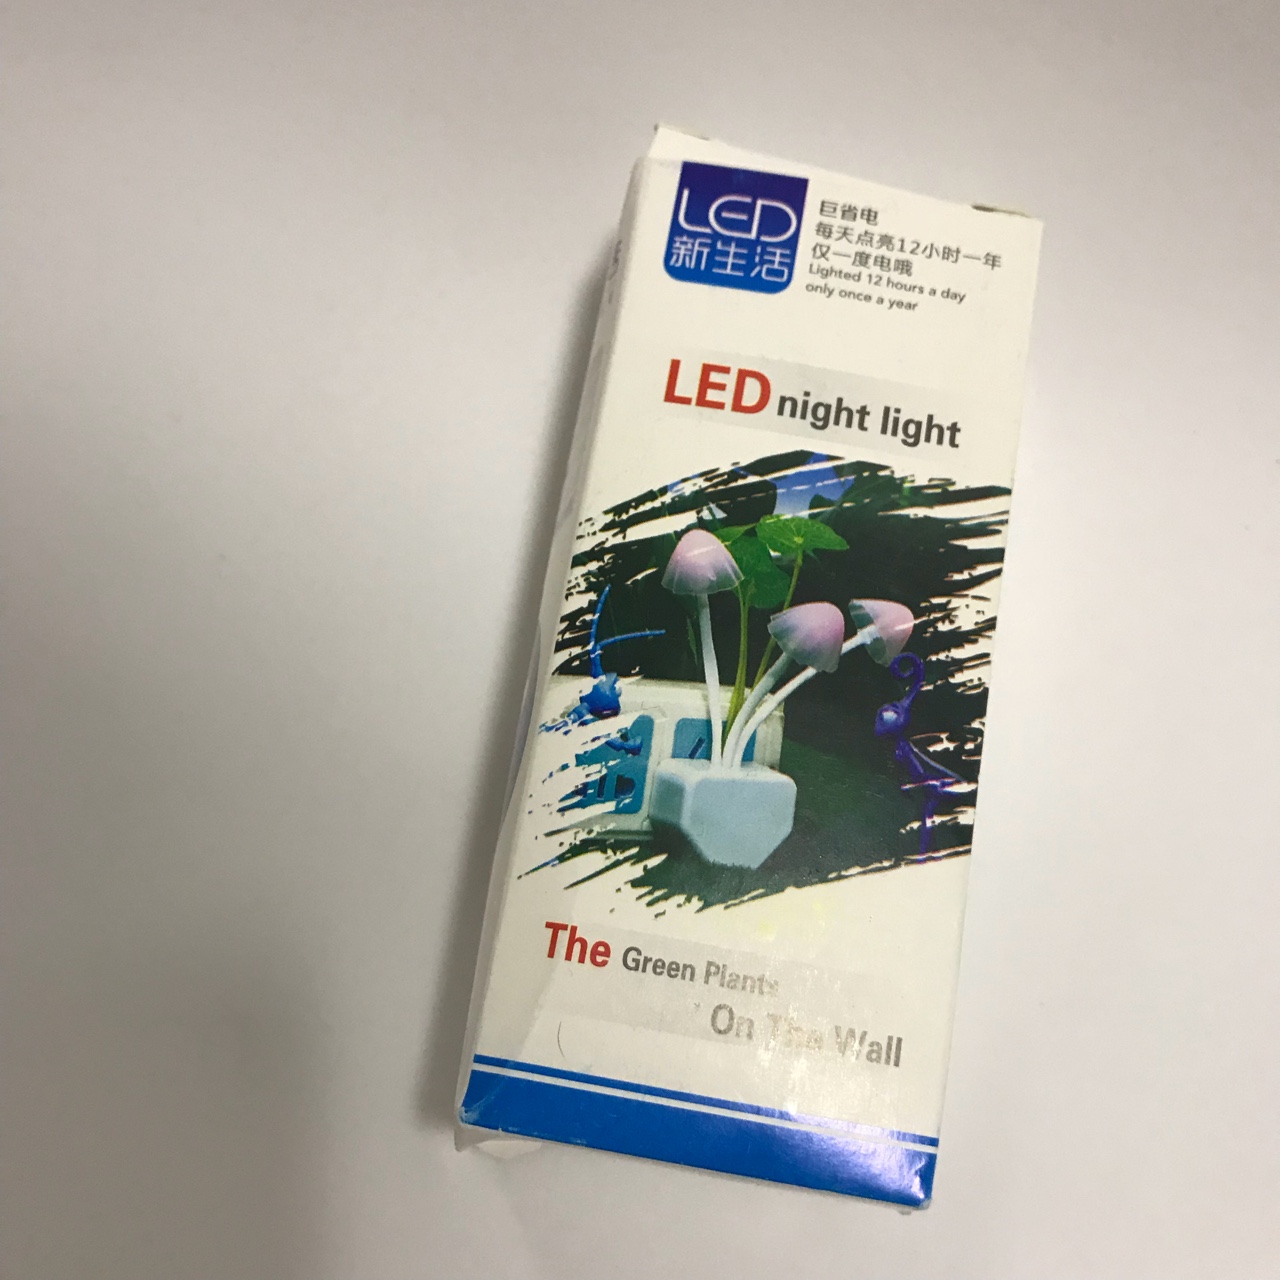 LED
新生活
巨省电
每天点亮12小时一年
仅一度电哦
Lighted 12 hours a day
only once a year
LED night light
The Green Plants
On The Wall